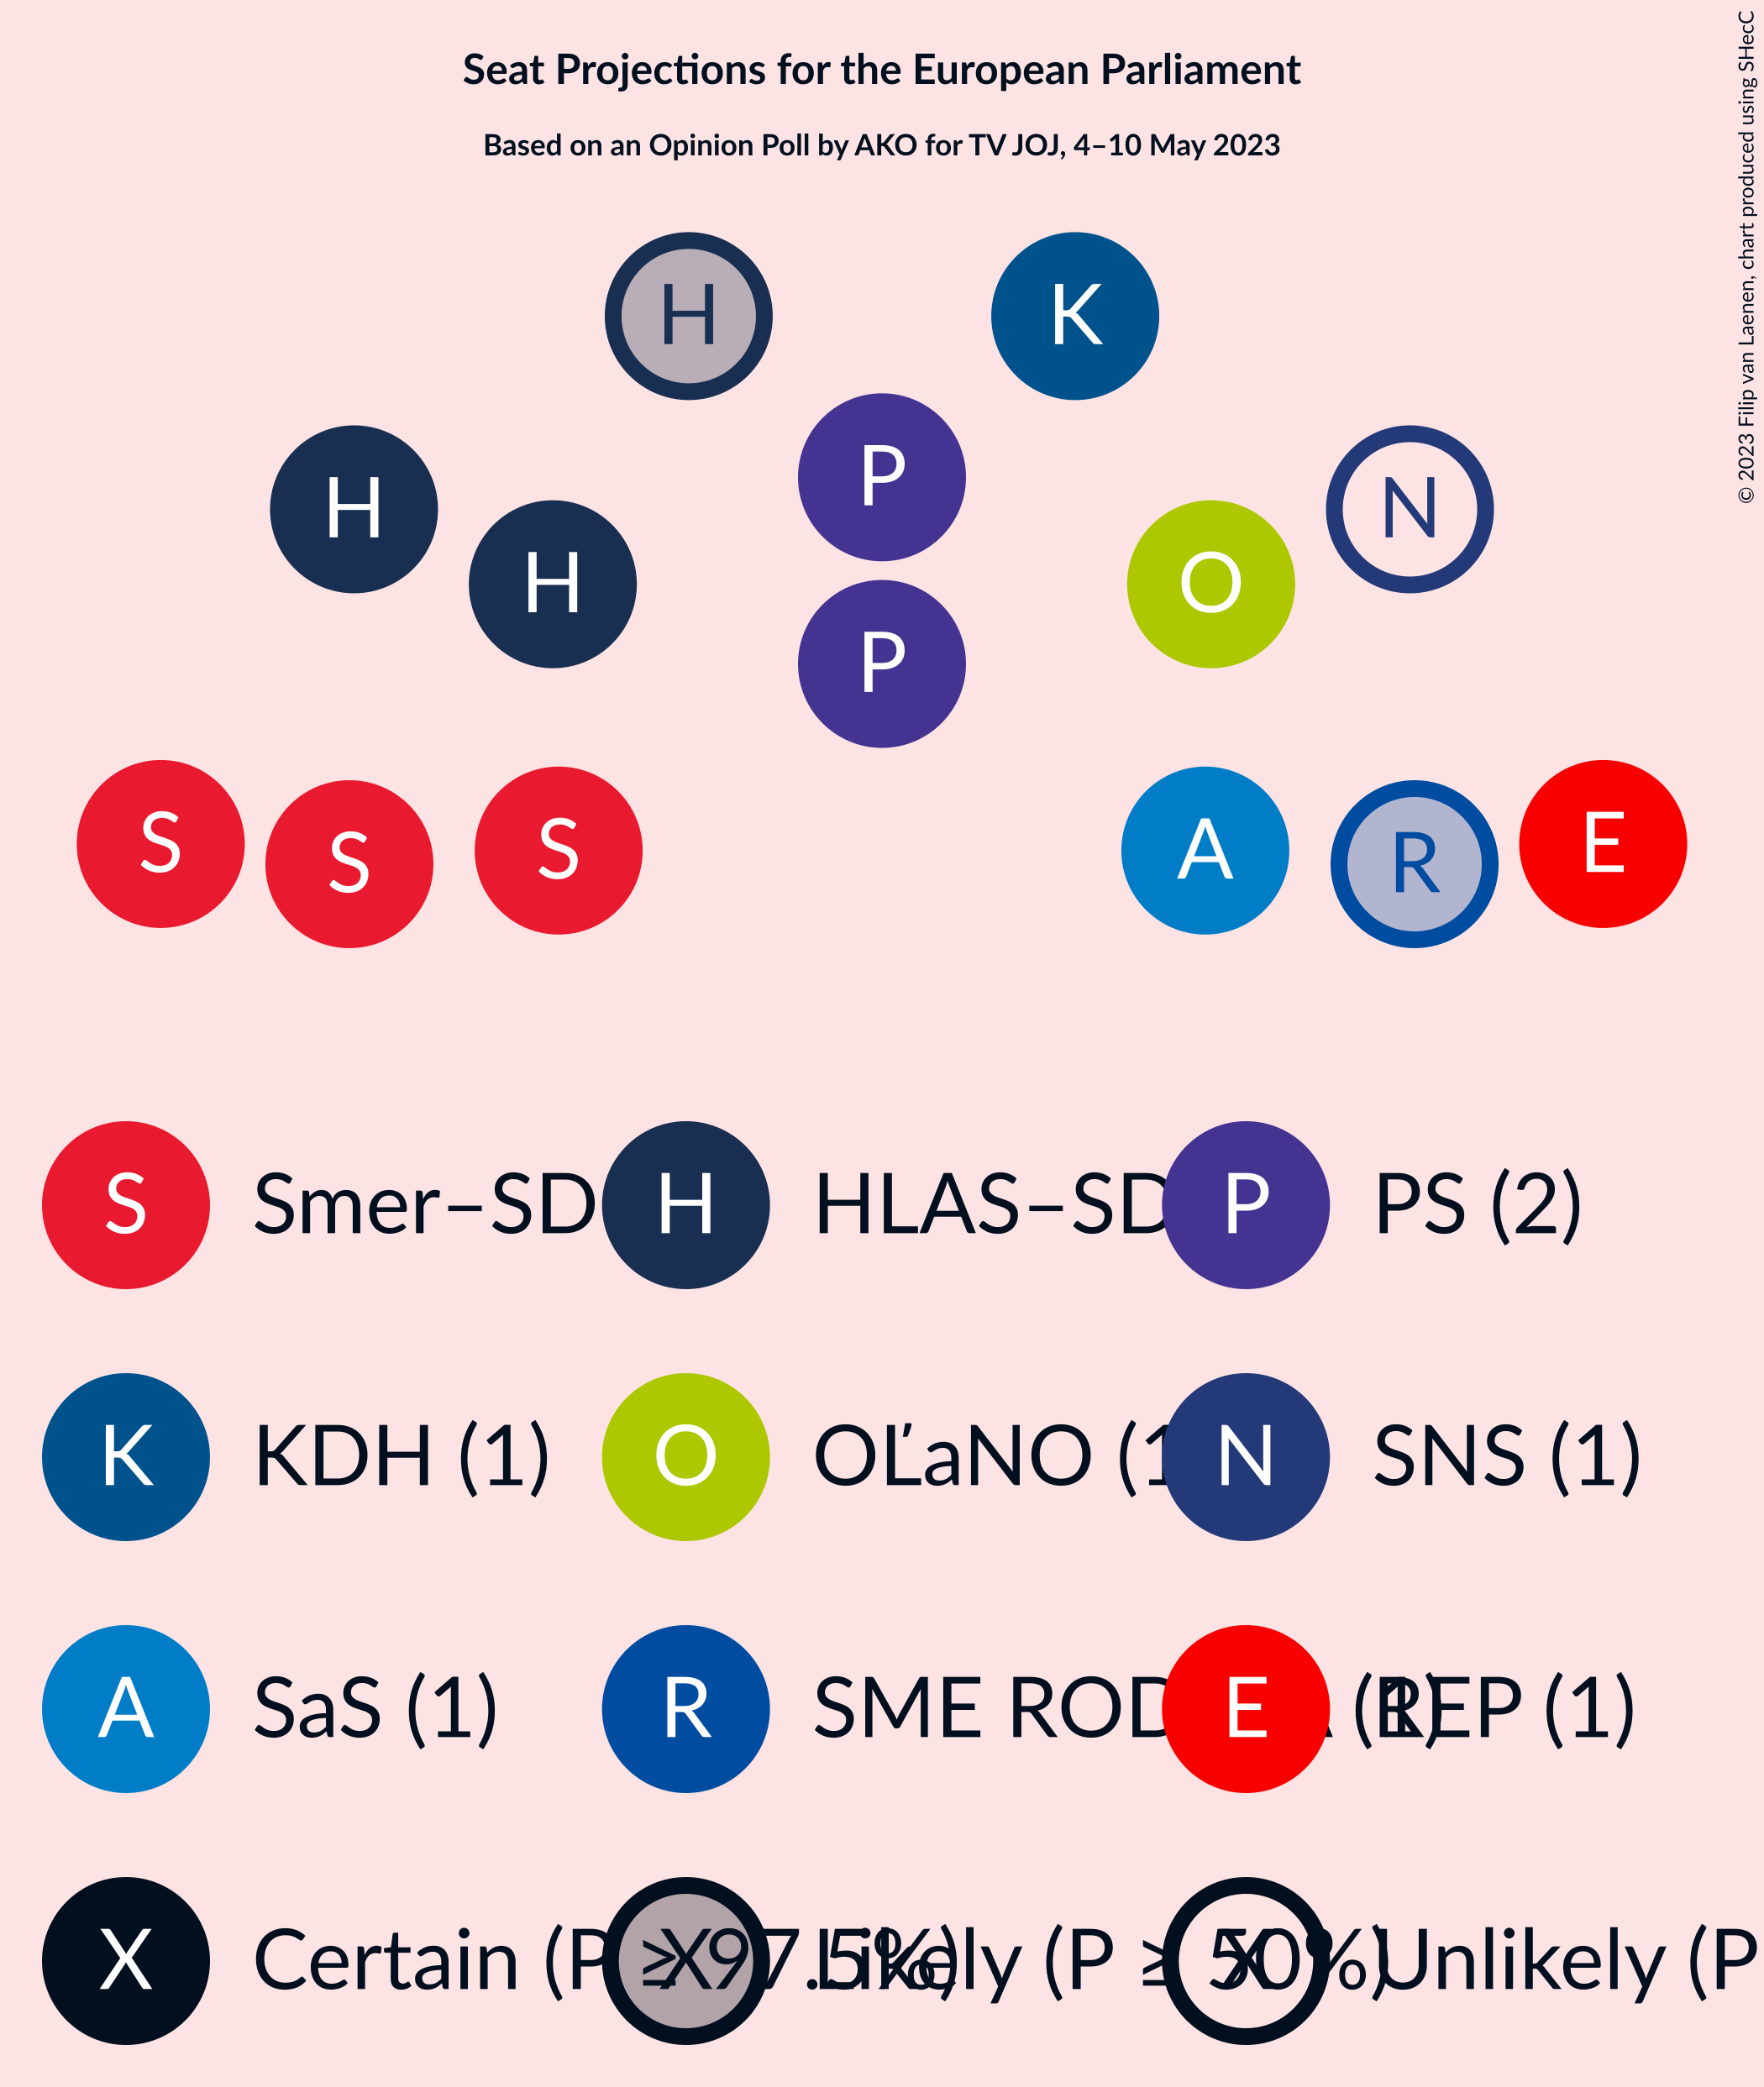 Seat Projections for the European Parliament
Based on an Opinion Poll by AKO for TV JOJ, 4–10 May 2023
© 2023 Filip van Laenen, chart produced using SHecC
H K
P
H N
H O
P
S E
S A
S R
S Smer–SD H HLAS–SD P PS (2)
K KDH (1) O OĽaNO (1 N SNS (1)
A SaS (1) R SME ROD E REP (1)
X Certain (P ≥ 97.5%) X Likely (P ≥ 50%) X Unlikely (P